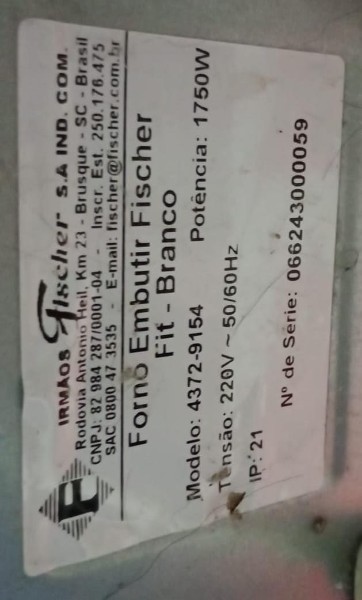 IRMÃOS Fischer S.A IND. COM.
Rodovia Antonio Heil, Km 23 - Brusque - SC - Brasil
CNPJ: 82 984 287/0001-04 - Inscr. Est. 250.176.475
SAC 0800 47 3535 - E-mail: fischer@fischer.com.br
Forno Embutir Fischer
Fit - Branco
Modelo: 4372-9154 Potência: 1750W
Tensão: 220V ~ 50/60Hz
IP: 21
Nº de Série: 0662430000059